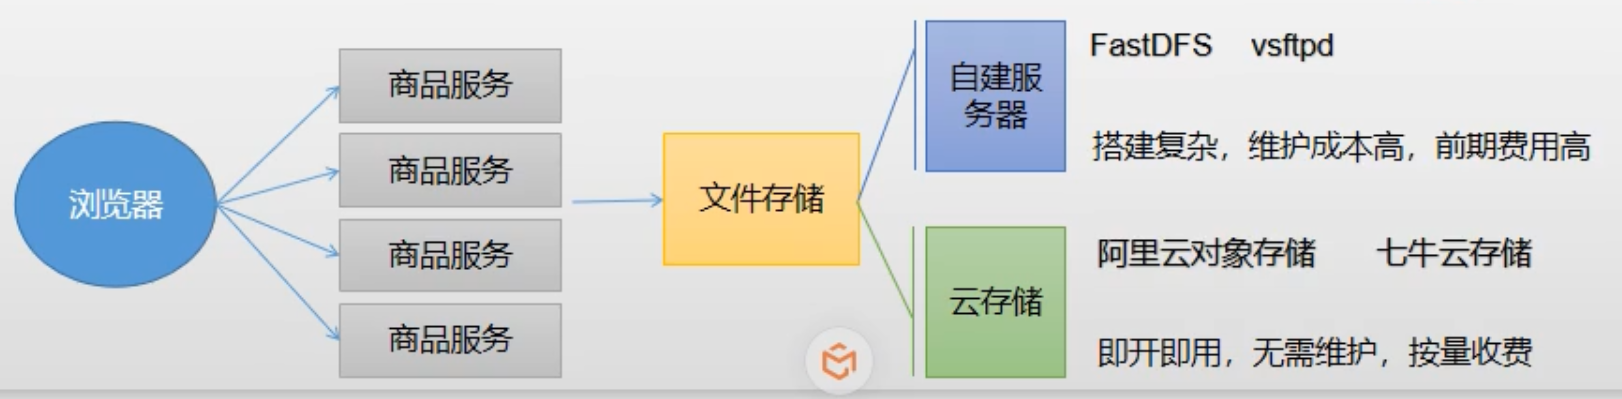 浏览器
商品服务
商品服务
商品服务
商品服务
文件存储
自建服
务器
FastDFS vsftpd
搭建复杂，维护成本高，前期费用高
云存储
阿里云对象存储 七牛云存储
即开即用，无需维护，按量收费